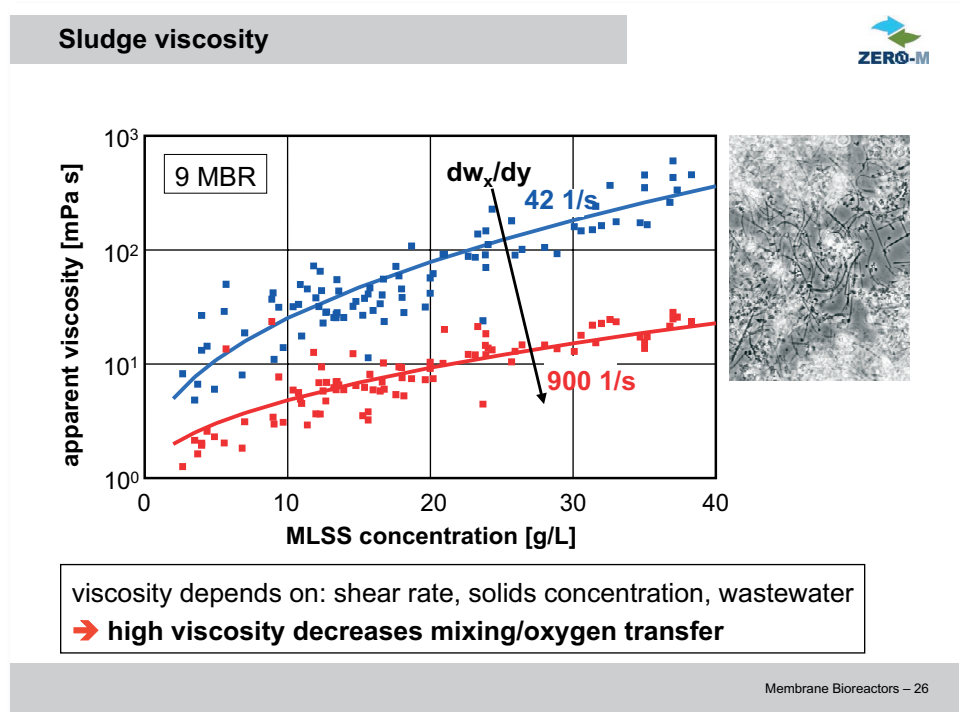 Sludge viscosity
ZER@-M
10³
9 MBR
dwₓ/dy
42 1/s
10²
apparent viscosity [mPa s]
10¹
900 1/s
10⁰
0 10 20 30 40
MLSS concentration [g/L]
viscosity depends on: shear rate, solids concentration, wastewater
➔ high viscosity decreases mixing/oxygen transfer
Membrane Bioreactors – 26